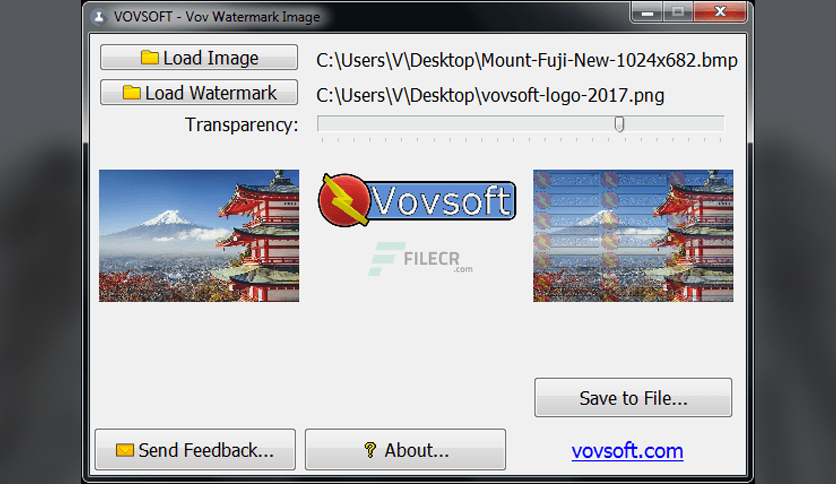 VOVSOFT - Vov Watermark Image
Load Image
C:\Users\V\Desktop\Mount-Fuji-New-1024x682.bmp
Load Watermark
C:\Users\V\Desktop\vovsoft-logo-2017.png
Transparency:
Vovsoft
FILECR
.com
Save to File...
Send Feedback...
? About...
vovsoft.com